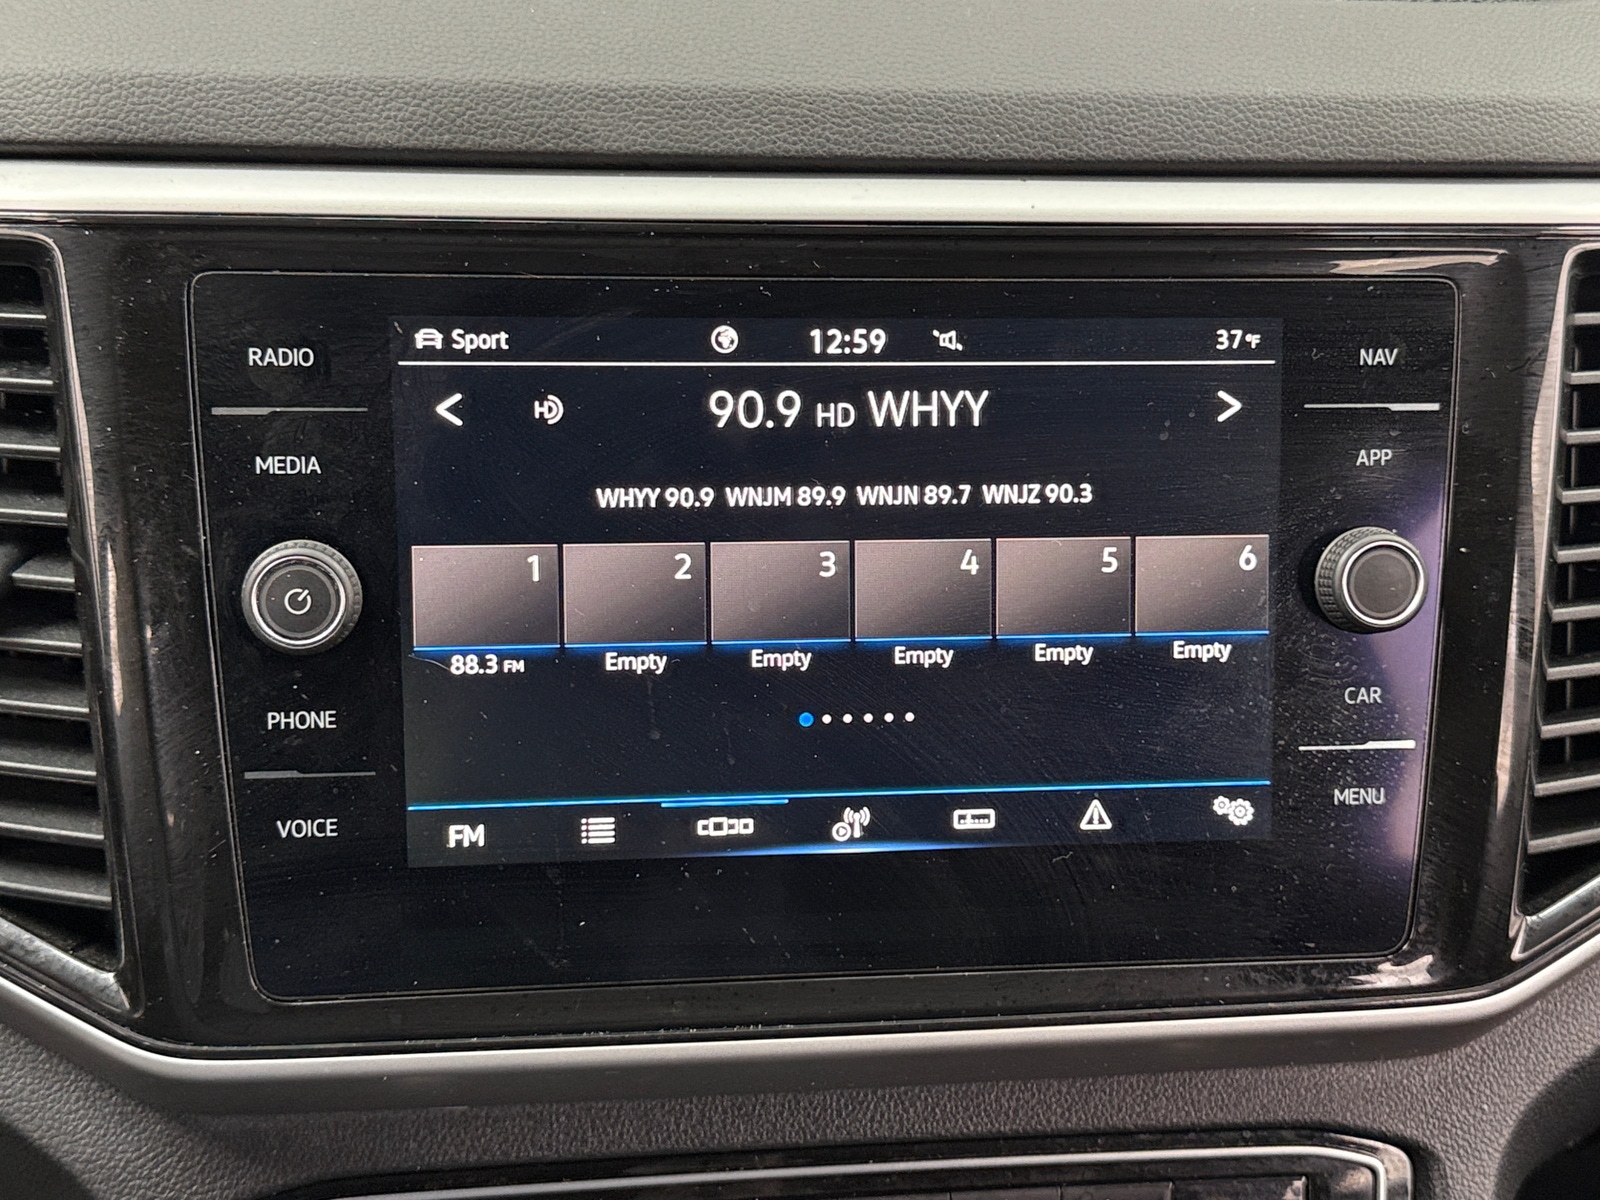 Sport 12:59 37°F
RADIO
NAV
HD 90.9 HD WHYY
MEDIA
APP
WHYY 90.9 WNJM 89.9 WNJN 89.7 WNJZ 90.3
1 2 3 4 5 6
88.3 FM Empty Empty Empty Empty Empty
PHONE
CAR
VOICE
MENU
FM